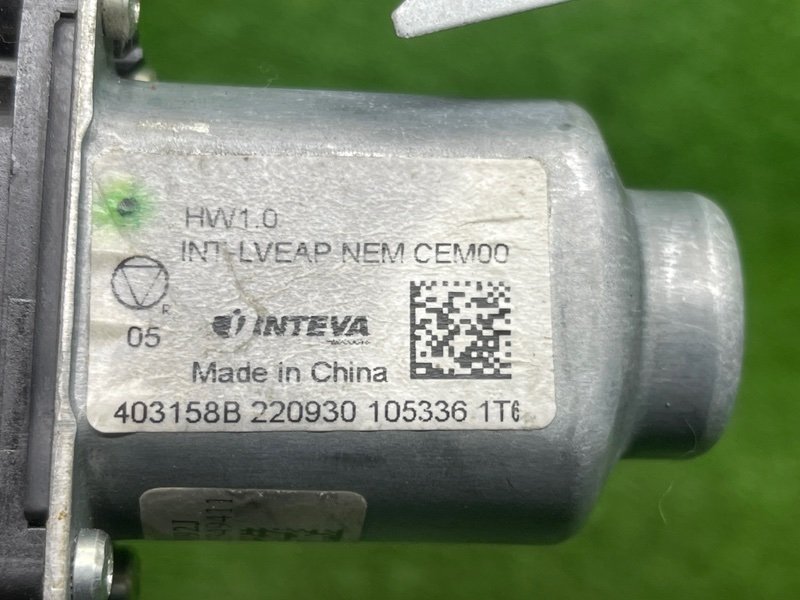 HW1.0
INT-LVEAP NEM CEM00
R
05
INTEVA
Made in China
403158B 220930 105336 1T6